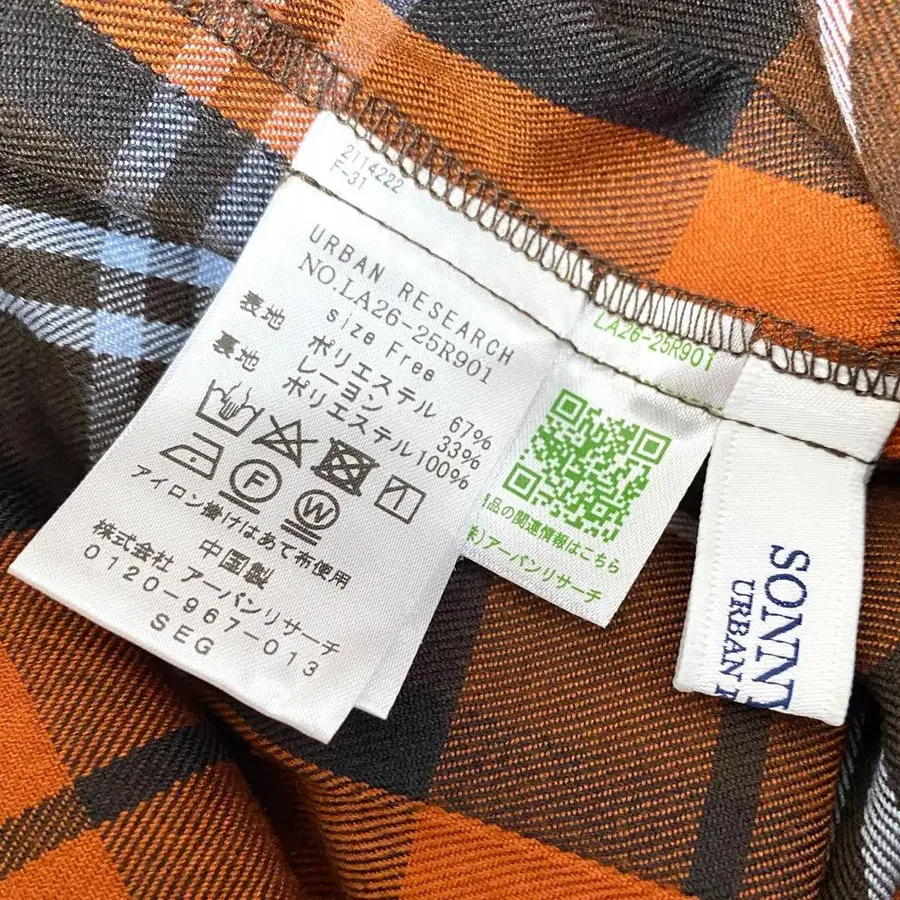 2114222
F-31
URBAN RESEARCH
NO.LA26-25R901
size Free
表地 ポリエステル 67%
レーヨン 33%
裏地 ポリエステル100%
F
W
アイロン掛けはあて布使用
中国製
株式会社 アーバンリサーチ
0120-967-013
SEG
LA26-25R901
品の関連情報はこちら
株)アーバンリサーチ
SONNY
URBAN